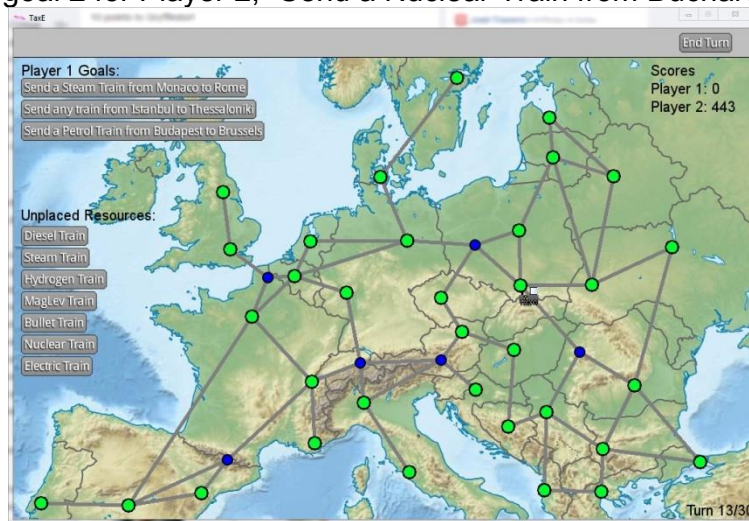 goal 2 for Player 2, "Send a Nuclear Train from Buchar
TaxE
End Turn
Player 1 Goals:
Send a Steam Train from Monaco to Rome
Send any train from Istanbul to Thessaloniki
Send a Petrol Train from Budapest to Brussels
Scores
Player 1: 0
Player 2: 443
Unplaced Resources:
Diesel Train
Steam Train
Hydrogen Train
MagLev Train
Bullet Train
Nuclear Train
Electric Train
Turn 13/30